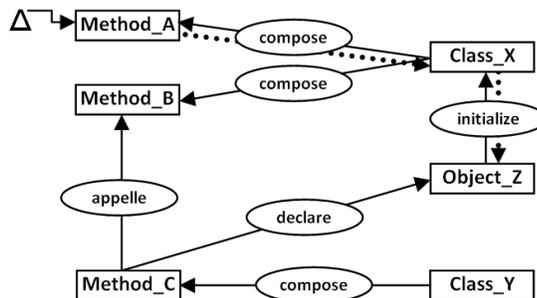 Δ
Method_A
compose
Class_X
compose
Method_B
initialize
appelle
Object_Z
declare
Method_C
compose
Class_Y